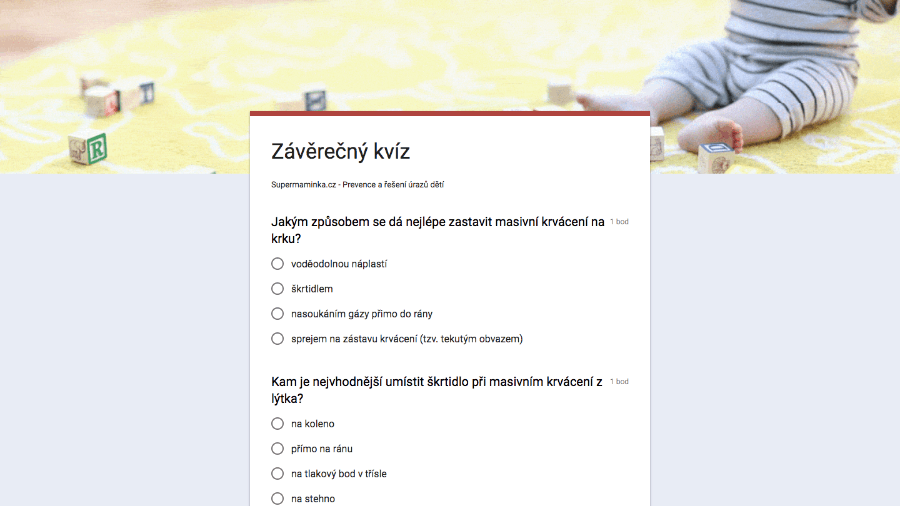 R
Závěrečný kvíz
Supermaminka.cz - Prevence a řešení úrazů dětí
Jakým způsobem se dá nejlépe zastavit masivní krvácení na 1 bod
krku?
voděodolnou náplastí
škrtidlem
nasoukáním gázy přimo do rány
sprejem na zástavu krvácení (tzv. tekutým obvazem)
Kam je nejvhodnější umístit škrtidlo při masivním krvácení z 1 bod
lýtka?
na koleno
přímo na ránu
na tlakový bod v třísle
na stehno